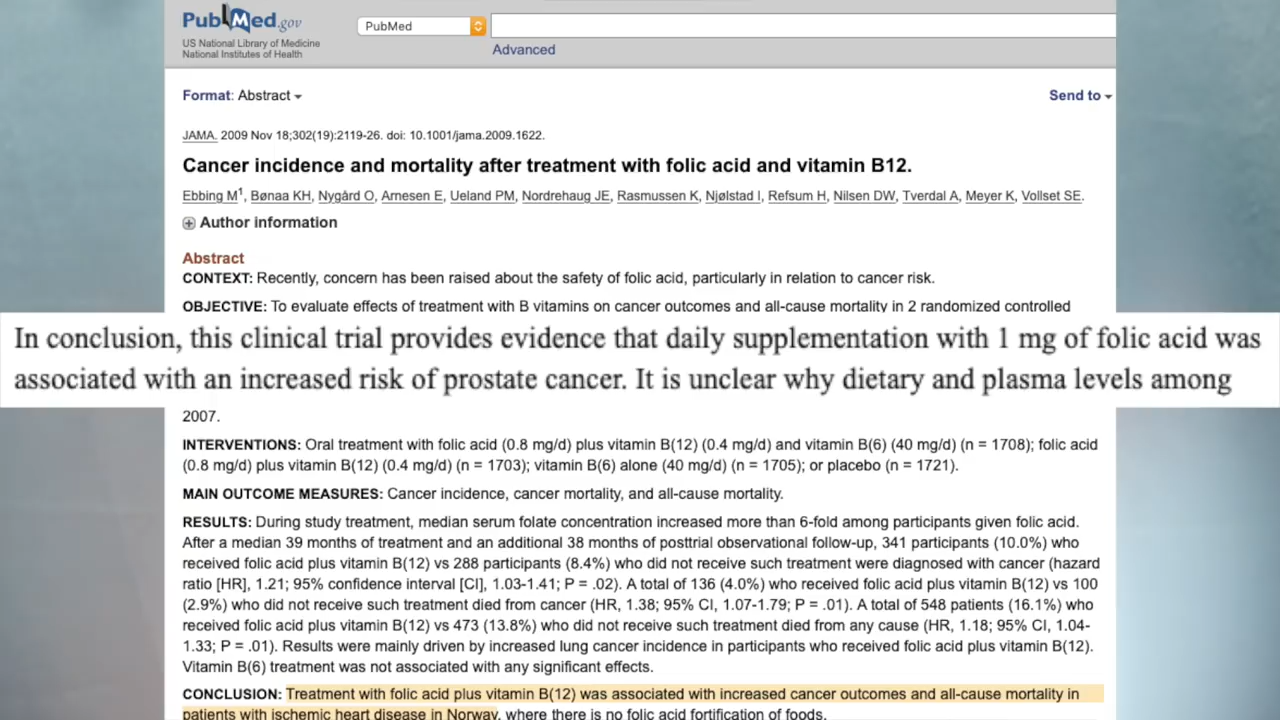 PubMed.gov
US National Library of Medicine
National Institutes of Health
PubMed
Advanced
Format: Abstract
Send to
JAMA. 2009 Nov 18;302(19):2119-26. doi: 10.1001/jama.2009.1622.
Cancer incidence and mortality after treatment with folic acid and vitamin B12.
Ebbing M1, Bønaa KH, Nygård O, Arnesen E, Ueland PM, Nordrehaug JE, Rasmussen K, Njølstad I, Refsum H, Nilsen DW, Tverdal A, Meyer K, Vollset SE.
Author information
Abstract
CONTEXT: Recently, concern has been raised about the safety of folic acid, particularly in relation to cancer risk.
OBJECTIVE: To evaluate effects of treatment with B vitamins on cancer outcomes and all-cause mortality in 2 randomized controlled
In conclusion, this clinical trial provides evidence that daily supplementation with 1 mg of folic acid was
associated with an increased risk of prostate cancer. It is unclear why dietary and plasma levels among
2007.
INTERVENTIONS: Oral treatment with folic acid (0.8 mg/d) plus vitamin B(12) (0.4 mg/d) and vitamin B(6) (40 mg/d) (n = 1708); folic acid
(0.8 mg/d) plus vitamin B(12) (0.4 mg/d) (n = 1703); vitamin B(6) alone (40 mg/d) (n = 1705); or placebo (n = 1721).
MAIN OUTCOME MEASURES: Cancer incidence, cancer mortality, and all-cause mortality.
RESULTS: During study treatment, median serum folate concentration increased more than 6-fold among participants given folic acid.
After a median 39 months of treatment and an additional 38 months of posttrial observational follow-up, 341 participants (10.0%) who
received folic acid plus vitamin B(12) vs 288 participants (8.4%) who did not receive such treatment were diagnosed with cancer (hazard
ratio [HR], 1.21; 95% confidence interval [CI], 1.03-1.41; P = .02). A total of 136 (4.0%) who received folic acid plus vitamin B(12) vs 100
(2.9%) who did not receive such treatment died from cancer (HR, 1.38; 95% CI, 1.07-1.79; P = .01). A total of 548 patients (16.1%) who
received folic acid plus vitamin B(12) vs 473 (13.8%) who did not receive such treatment died from any cause (HR, 1.18; 95% CI, 1.04-
1.33; P = .01). Results were mainly driven by increased lung cancer incidence in participants who received folic acid plus vitamin B(12).
Vitamin B(6) treatment was not associated with any significant effects.
CONCLUSION: Treatment with folic acid plus vitamin B(12) was associated with increased cancer outcomes and all-cause mortality in
patients with ischemic heart disease in Norway, where there is no folic acid fortification of foods.